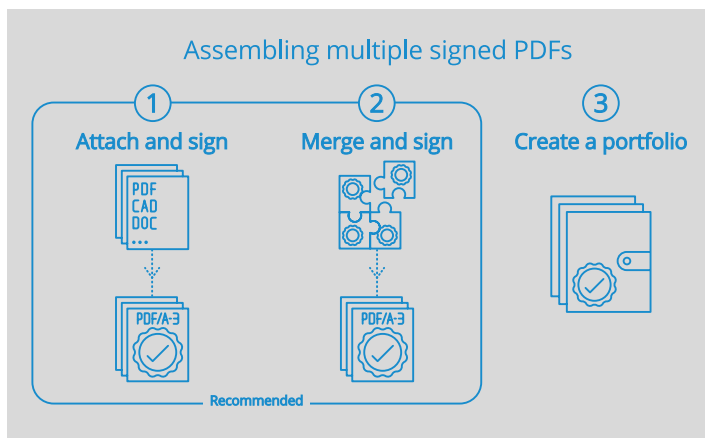 Assembling multiple signed PDFs
1
2
3
Attach and sign
Merge and sign
Create a portfolio
PDF
CAD
DOC
...
PDF/A-3
PDF/A-3
Recommended